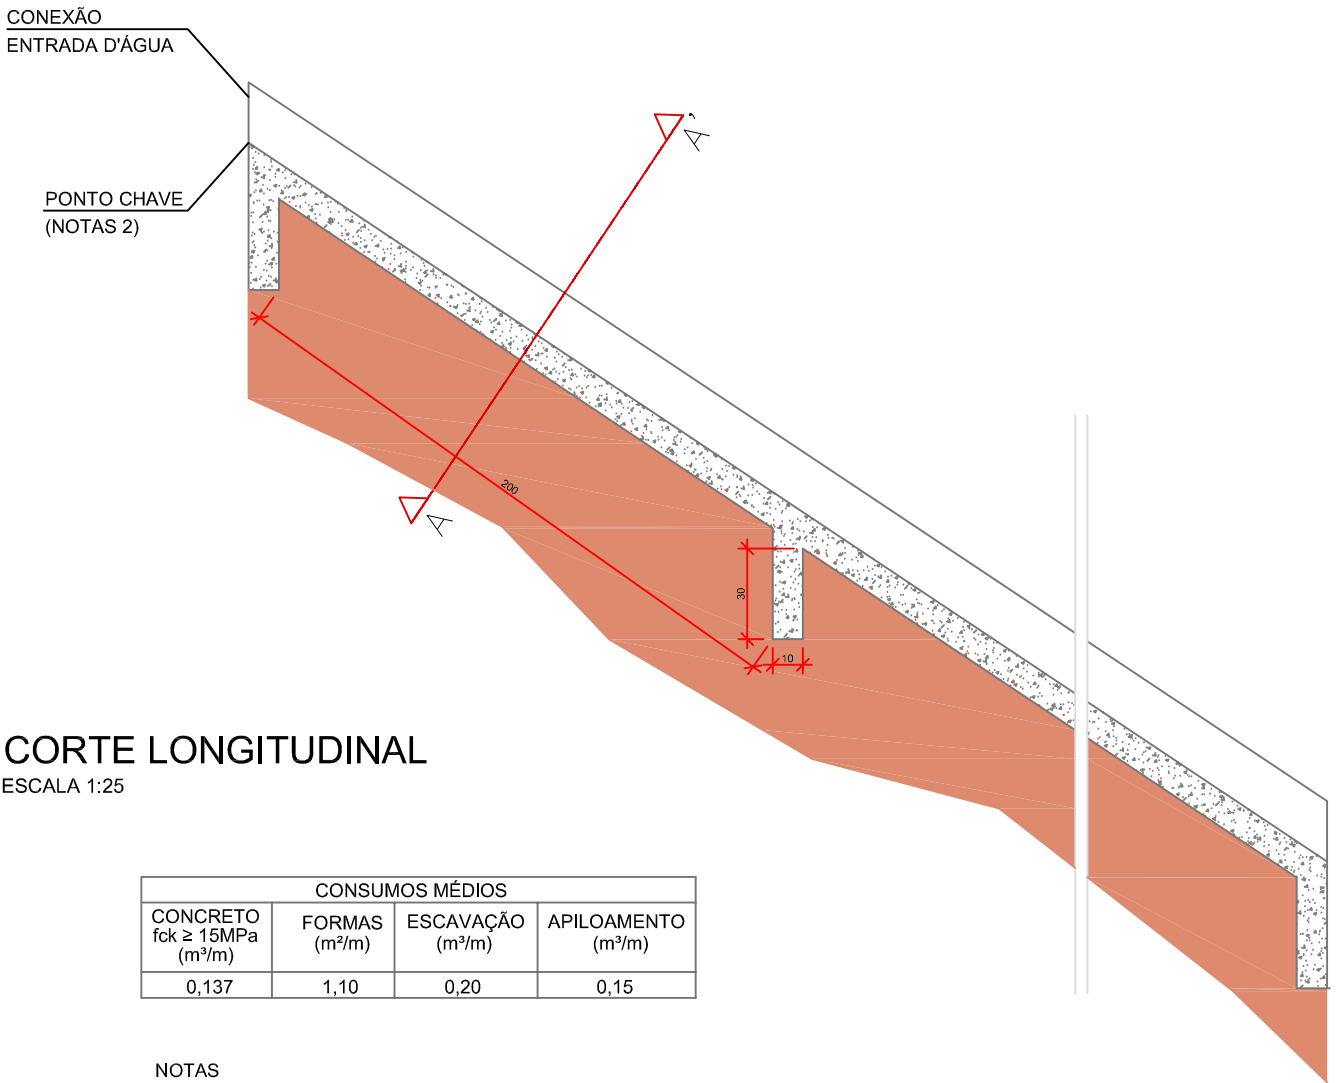 CONEXÃO
ENTRADA D'ÁGUA
A'
PONTO CHAVE
(NOTAS 2)
200
A
30
10
CORTE LONGITUDINAL
ESCALA 1:25
CONSUMOS MÉDIOS
CONCRETO
fck ≥ 15MPa
(m³/m)
FORMAS
(m²/m)
ESCAVAÇÃO
(m³/m)
APILOAMENTO
(m³/m)
0,137
1,10
0,20
0,15
NOTAS